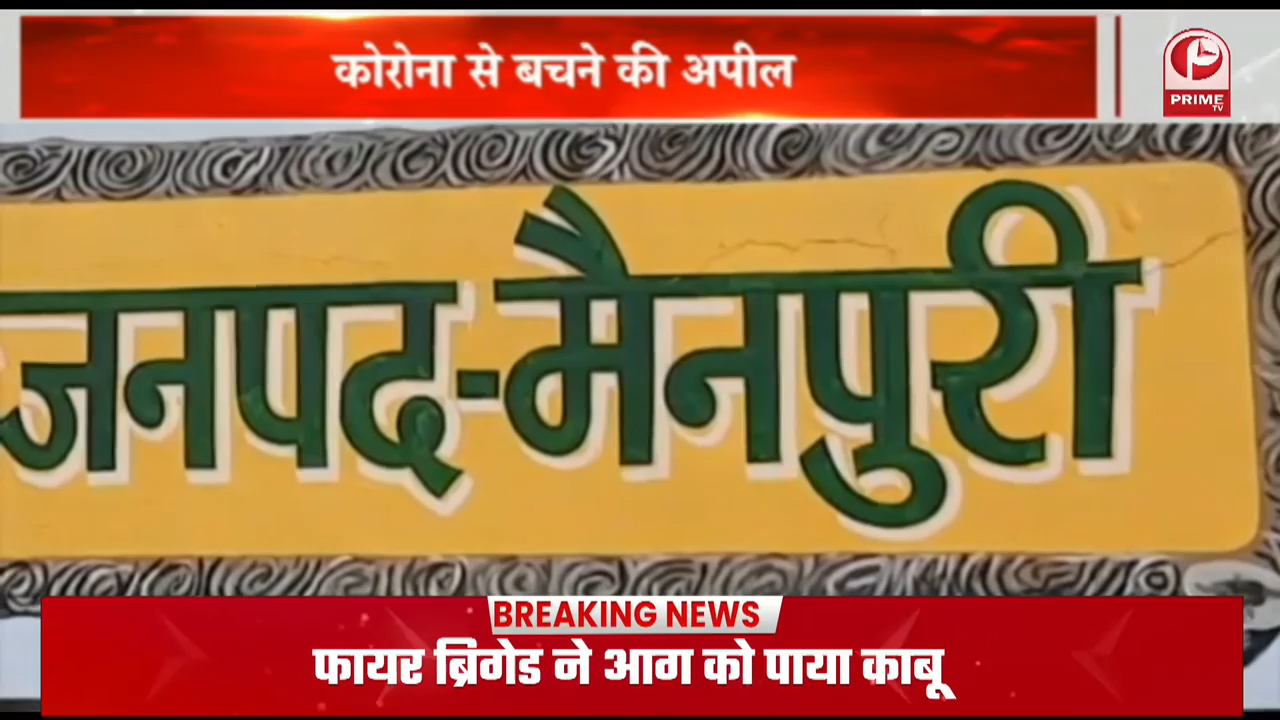 कोरोना से बचने की अपील
PRIME
TV
जनपद-मैनपुरी
BREAKING NEWS
फायर ब्रिगेड ने आग को पाया काबू